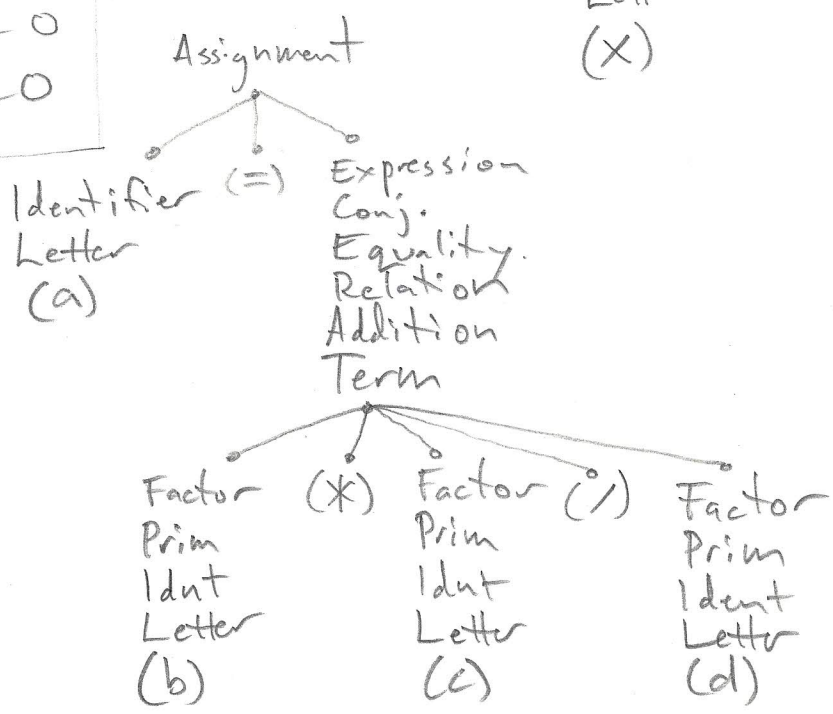 Assignment
(x)
Identifier (=) Expression
Letter Conj.
(a) Equality.
Relation
Addition
Term
Factor (*) Factor (/) Factor
Prim Prim Prim
Idnt Idnt Ident
Letter Letter Letter
(b) (c) (d)